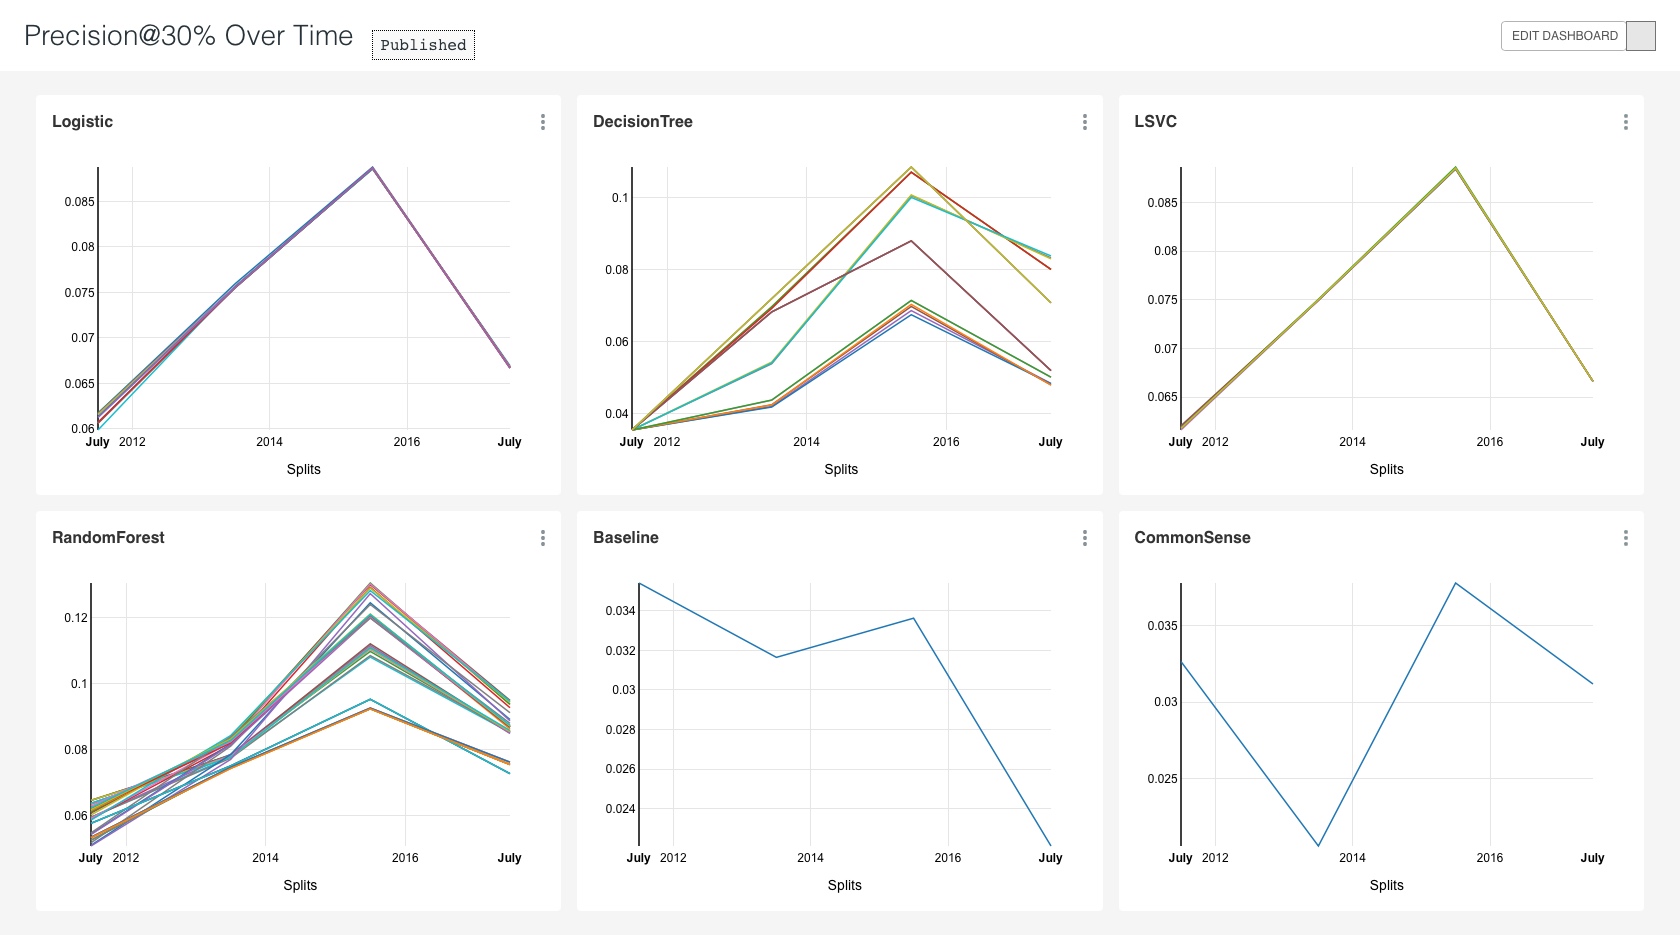 Precision@30% Over Time Published
EDIT DASHBOARD
Logistic
0.085
0.08
0.075
0.07
0.065
0.06
July 2012 2014 2016 July
Splits
DecisionTree
0.1
0.08
0.06
0.04
July 2012 2014 2016 July
Splits
LSVC
0.085
0.08
0.075
0.07
0.065
July 2012 2014 2016 July
Splits
RandomForest
0.12
0.1
0.08
0.06
July 2012 2014 2016 July
Splits
Baseline
0.034
0.032
0.03
0.028
0.026
0.024
July 2012 2014 2016 July
Splits
CommonSense
0.035
0.03
0.025
July 2012 2014 2016 July
Splits